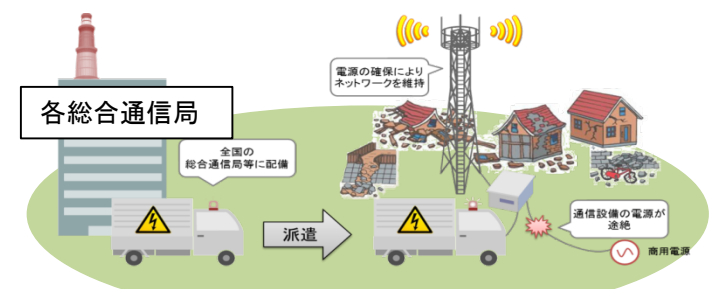 各総合通信局
全国の
総合通信局等に配備
派遣
電源の確保により
ネットワークを維持
通信設備の電源が
途絶
商用電源